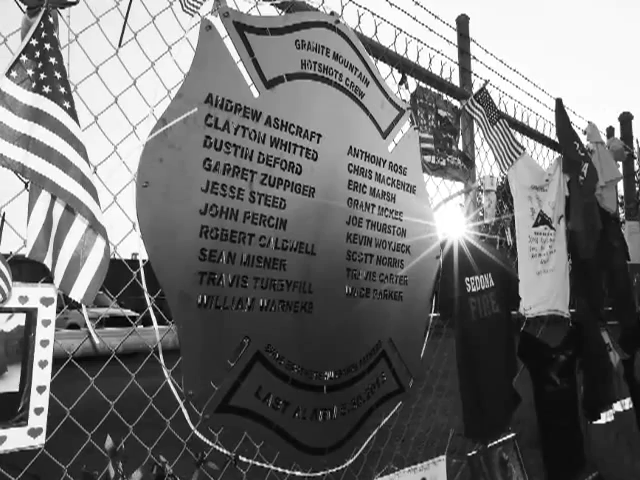 GRANITE MOUNTAIN
HOTSHOTS CREW
ANDREW ASHCRAFT
CLAYTON WHITTED
DUSTIN DEFORD
GARRET ZUPPIGER
JESSE STEED
JOHN PERCIN
ROBERT CALDWELL
SEAN MISNER
TRAVIS TURBYFILL
WILLIAM WARNEKE
ANTHONY ROSE
CHRIS MACKENZIE
ERIC MARSH
GRANT MCKEE
JOE THURSTON
KEVIN WOYJECK
SCOTT NORRIS
TRAVIS CARTER
WADE PARKER
LAST ALARM
SEDONA
FIRE